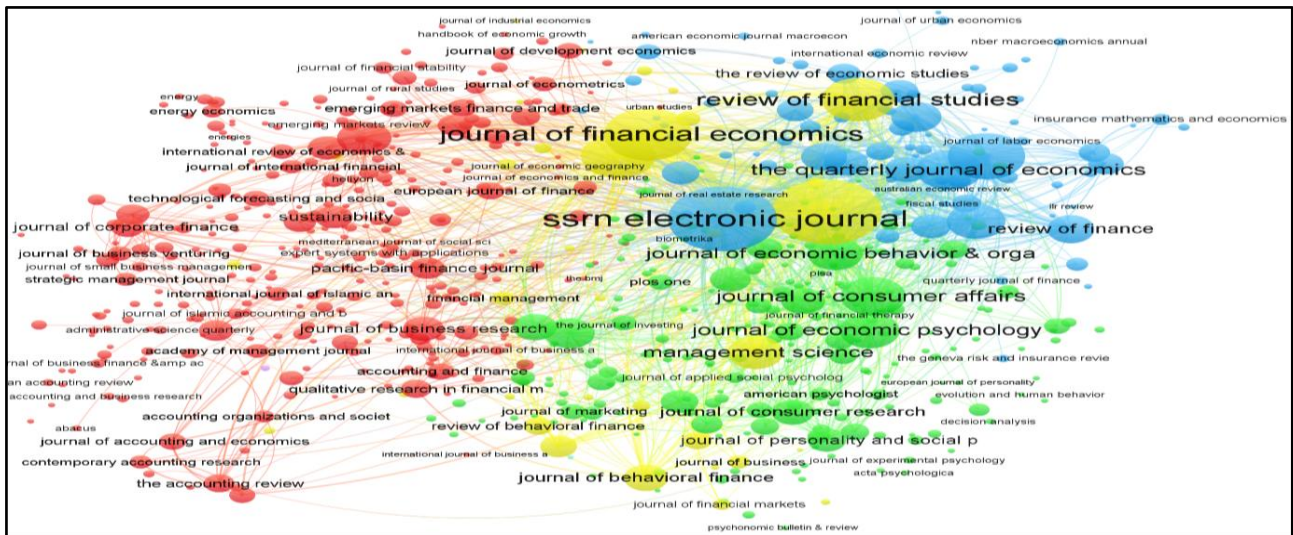 journal of industrial economics
journal of urban economics
handbook of economic growth
american economic journal macroecon
nber macroeconomics annual
journal of development economics
international economic review
journal of financial stability
the review of economic studies
journal of rural studies
journal of econometrics
energy
review of financial studies
energy economics
emerging markets finance and trade
urban studies
insurance mathematics and economics
emerging markets review
journal of financial economics
energies
journal of labor economics
international review of economics &
journal of international financial
journal of economic geography
the quarterly journal of economics
heliyon
journal of economics and finance
european journal of finance
journal of real estate research
australian economic review
technological forecasting and socia
fiscal studies
ilr review
sustainability
ssrn electronic journal
journal of corporate finance
review of finance
mediterranean journal of social sci
biometrika
journal of business venturing
expert systems with applications
journal of economic behavior & orga
journal of small business managemen
pacific-basin finance journal
strategic management journal
the bmj
plos one
pisa
quarterly journal of finance
international journal of islamic an
financial management
journal of consumer affairs
journal of islamic accounting and b
journal of financial therapy
administrative science quarterly
journal of business research
the journal of investing
journal of economic psychology
academy of management journal
international journal of business a
management science
the geneva risk and insurance revie
rnal of business finance &amp ac
accounting and finance
journal of applied social psycholog
an accounting review
qualitative research in financial m
american psychologist
european journal of personality
accounting and business research
evolution and human behavior
accounting organizations and societ
journal of marketing
journal of consumer research
abacus
review of behavioral finance
decision analysis
journal of accounting and economics
journal of personality and social p
international journal of business a
contemporary accounting research
journal of business
journal of experimental psychology
journal of behavioral finance
acta psychologica
the accounting review
journal of financial markets
psychonomic bulletin & review